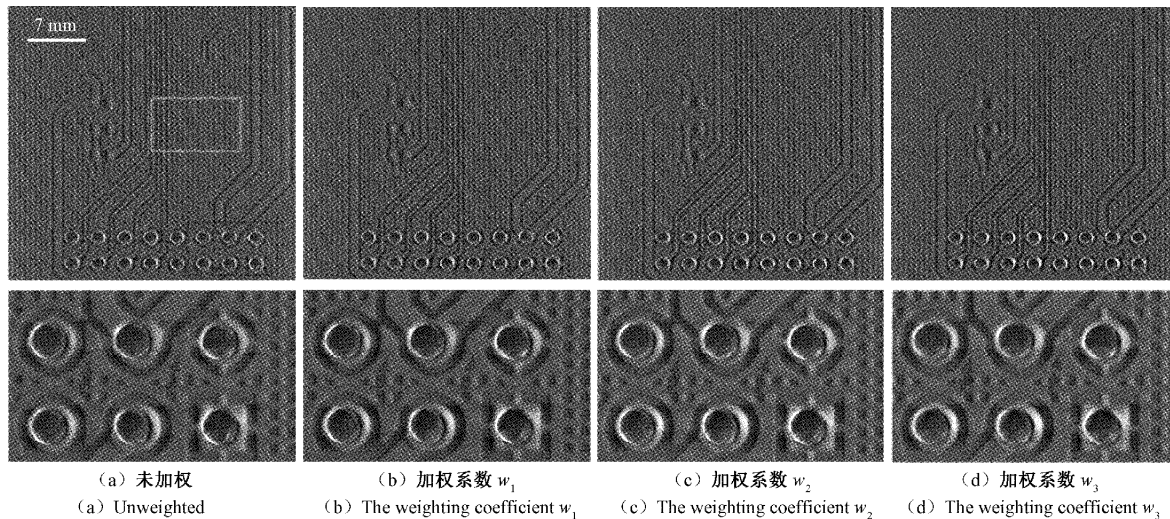 7 mm
（a）未加权
（b）加权系数 w₁
（c）加权系数 w₂
（d）加权系数 w₃
（a）Unweighted
（b）The weighting coefficient w₁
（c）The weighting coefficient w₂
（d）The weighting coefficient w₃